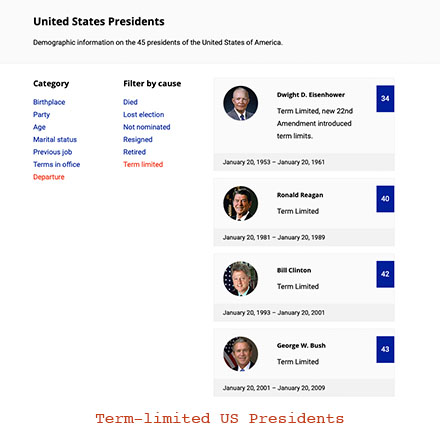 United States Presidents
Demographic information on the 45 presidents of the United States of America.
Category
Birthplace
Party
Age
Marital status
Previous job
Terms in office
Departure
Filter by cause
Died
Lost election
Not nominated
Resigned
Retired
Term limited
Dwight D. Eisenhower
34
Term Limited, new 22nd
Amendment introduced
term limits.
January 20, 1953 – January 20, 1961
Ronald Reagan
40
Term Limited
January 20, 1981 – January 20, 1989
Bill Clinton
42
Term Limited
January 20, 1993 – January 20, 2001
George W. Bush
43
Term Limited
January 20, 2001 – January 20, 2009
Term-limited US Presidents